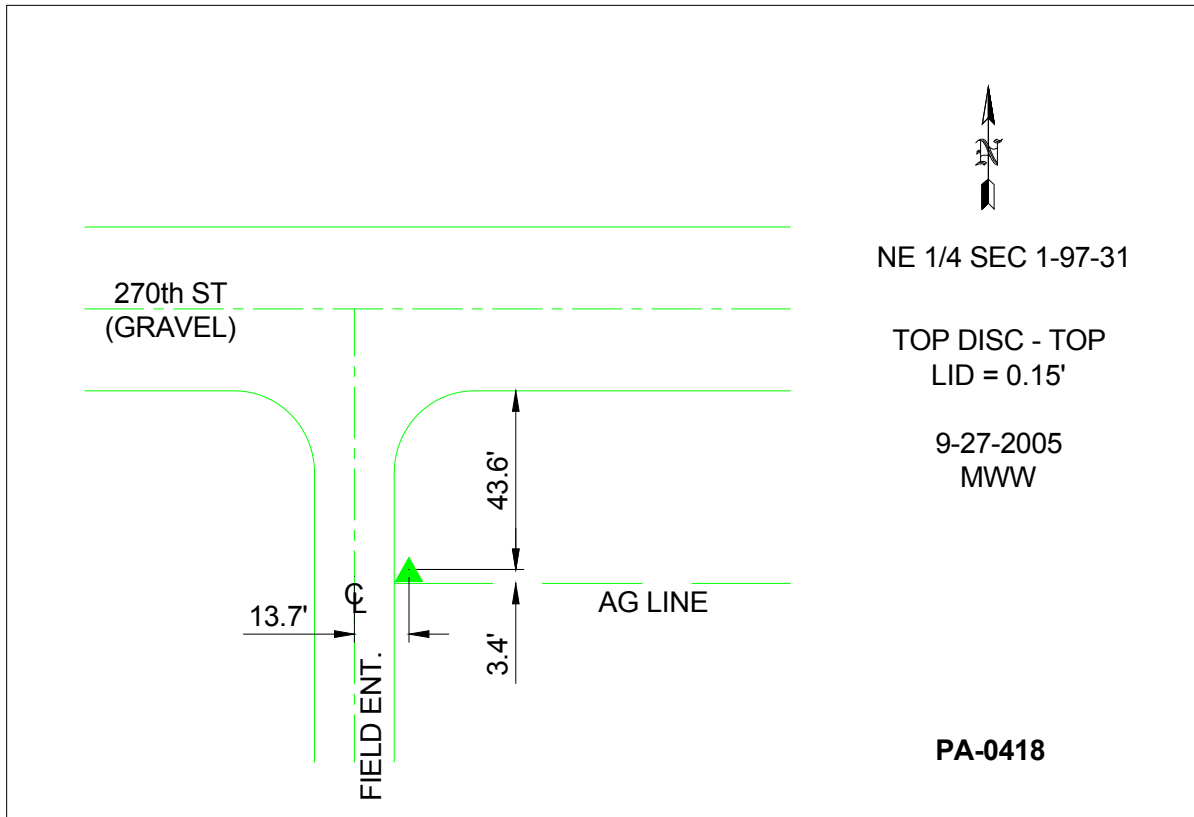 N
NE 1/4 SEC 1-97-31
270th ST
(GRAVEL)
TOP DISC - TOP
LID = 0.15'
9-27-2005
MWW
43.6'
℄
AG LINE
13.7'
3.4'
FIELD ENT.
PA-0418